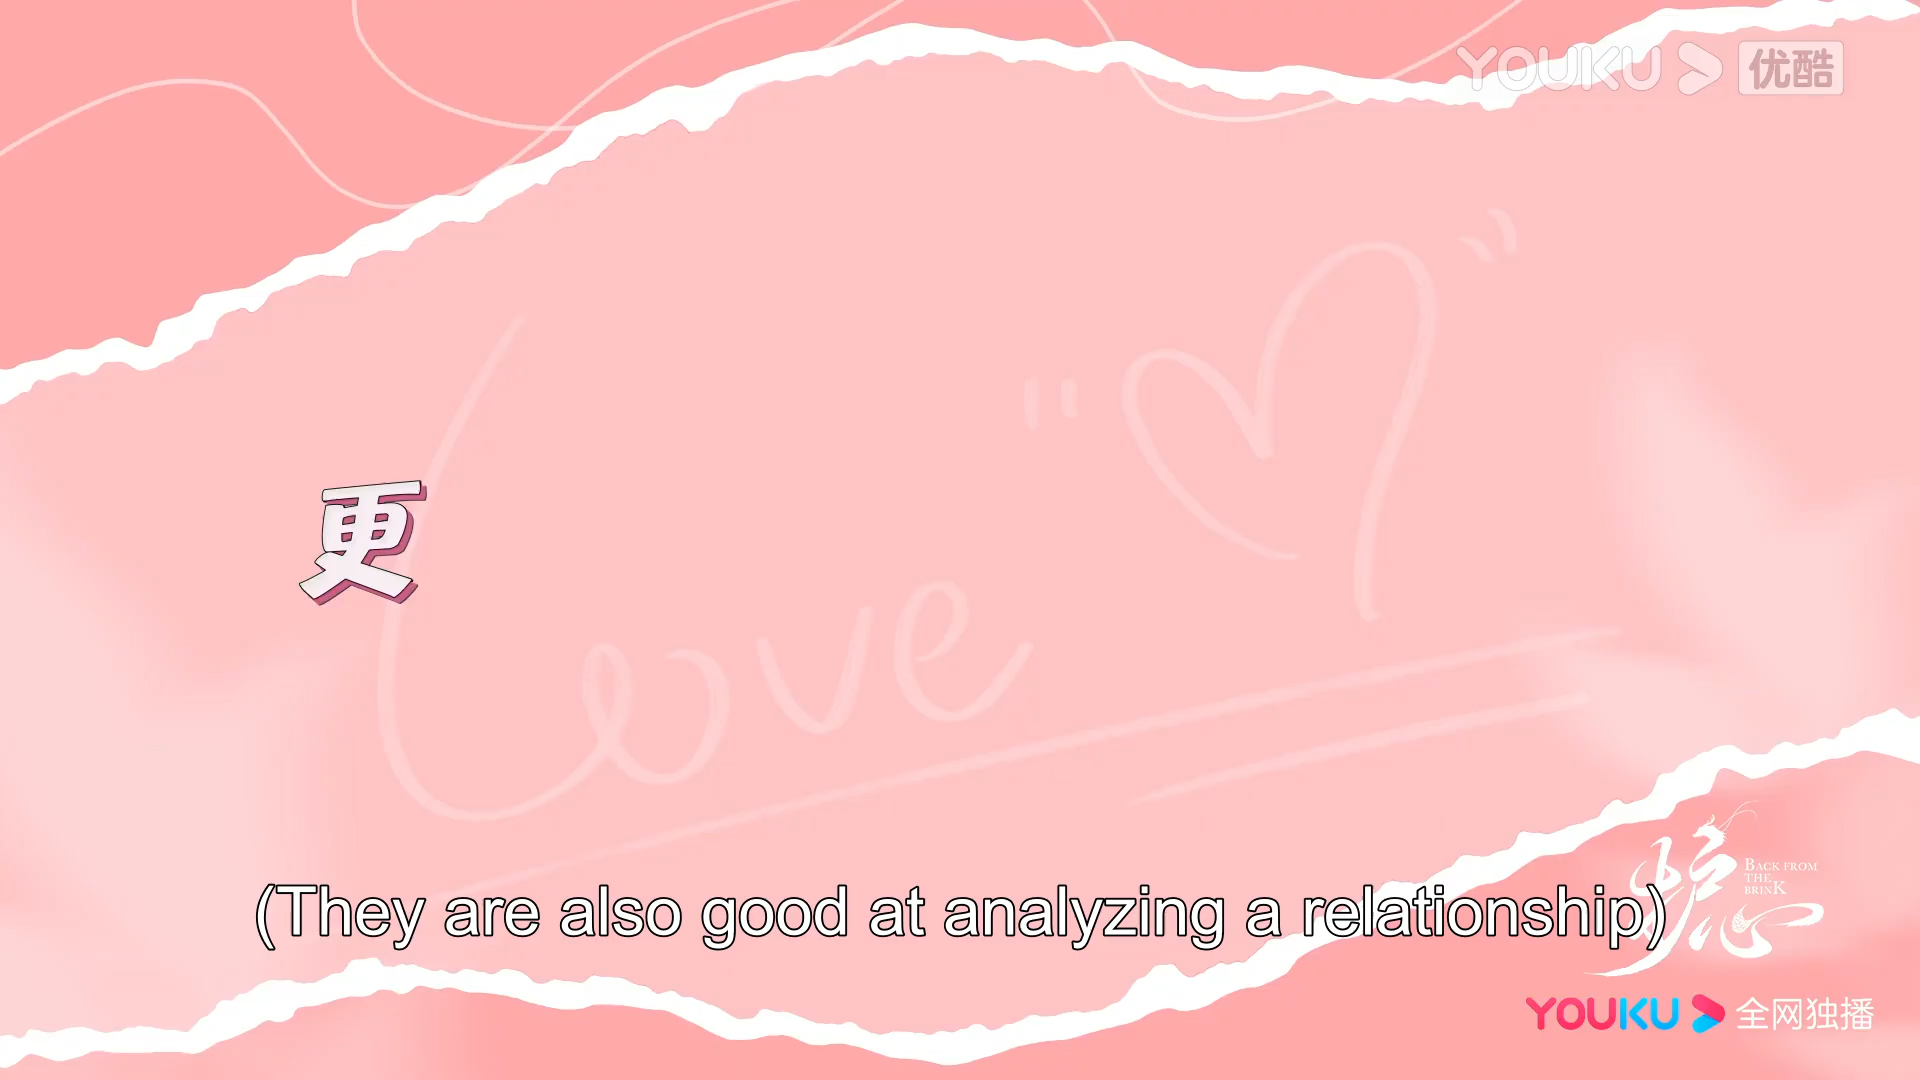 YOUKU 优酷
更
Love
(They are also good at analyzing a relationship)
BACK FROM
THE
BRINK
YOUKU 全网独播